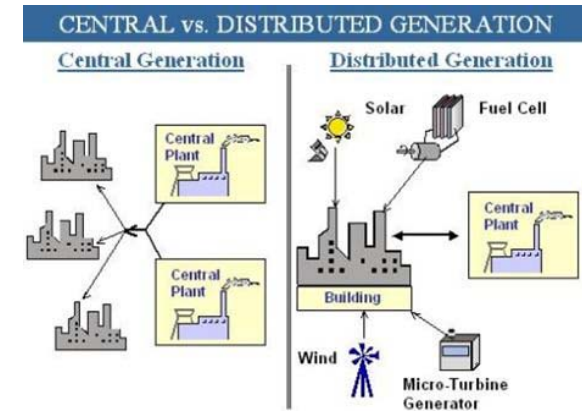 CENTRAL vs. DISTRIBUTED GENERATION
Central Generation
Central
Plant
Central
Plant
Distributed Generation
Solar
Fuel Cell
Central
Plant
Building
Wind
Micro-Turbine
Generator